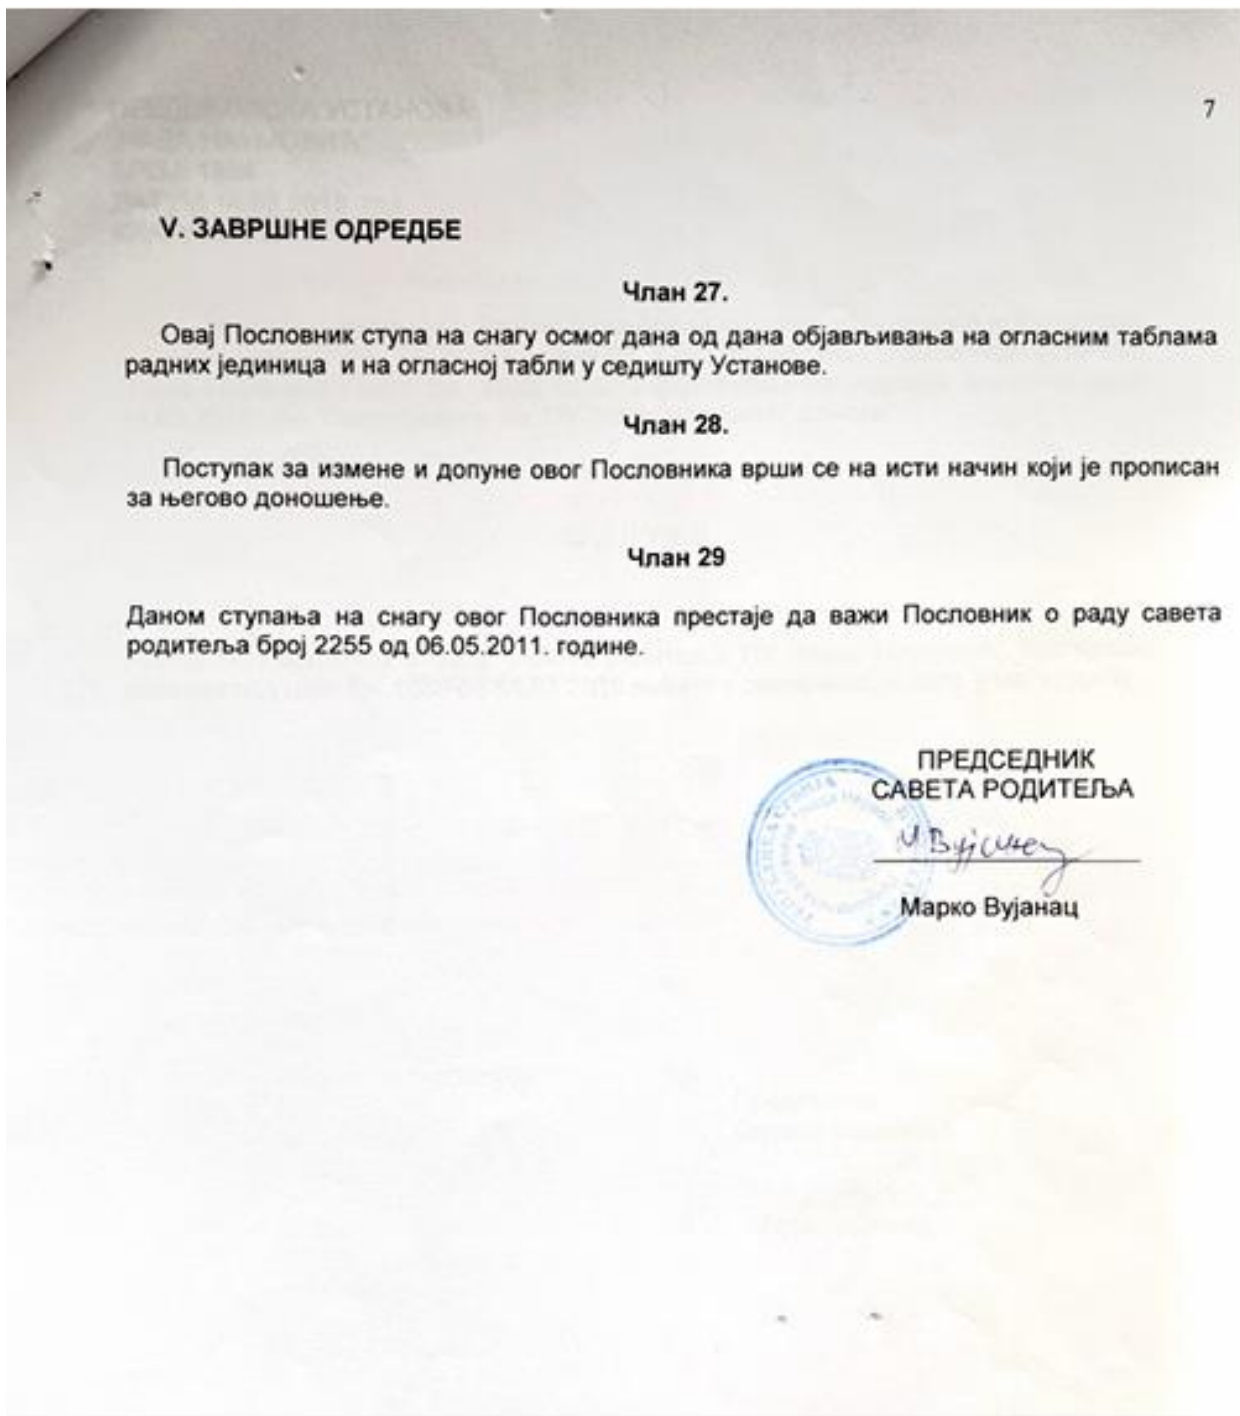 7
V. ЗАВРШНЕ ОДРЕДБЕ
Члан 27.
Овај Пословник ступа на снагу осмог дана од дана објављивања на огласним таблама
радних јединица и на огласној табли у седишту Установе.
Члан 28.
Поступак за измене и допуне овог Пословника врши се на исти начин који је прописан
за његово доношење.
Члан 29
Даном ступања на снагу овог Пословника престаје да важи Пословник о раду савета
родитеља број 2255 од 06.05.2011. године.
ПРЕДСЕДНИК
САВЕТА РОДИТЕЉА
Марко Вујанац